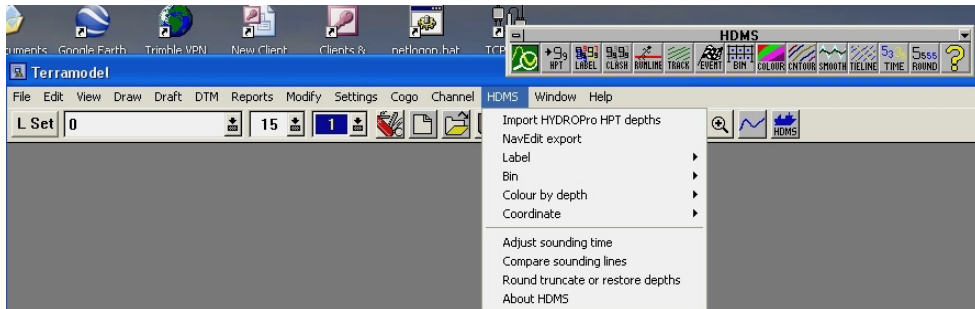 uments Google Earth Trimble VPN New Client Clients & netlogon.bat TCP
HDMS
HPT LABEL CLASH RUNLINE TRACK EVENT BIN COLOUR CNTOUR SMOOTH TIELINE TIME ROUND
Terramodel
File Edit View Draw Draft DTM Reports Modify Settings Cogo Channel HDMS Window Help
L Set 0 15 1 HDMS
Import HYDROPro HPT depths
NavEdit export
Label
Bin
Colour by depth
Coordinate
Adjust sounding time
Compare sounding lines
Round truncate or restore depths
About HDMS